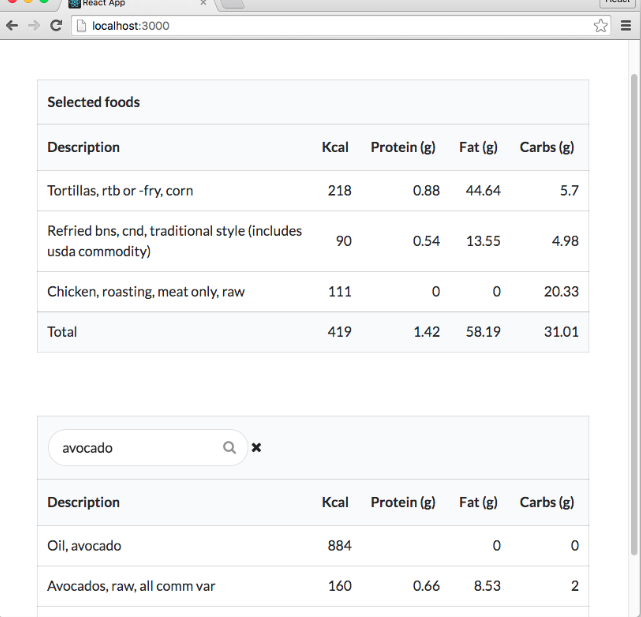 React App
React
localhost:3000
Selected foods
Description Kcal Protein (g) Fat (g) Carbs (g)
Tortillas, rtb or -fry, corn 218 0.88 44.64 5.7
Refried bns, cnd, traditional style (includes
usda commodity) 90 0.54 13.55 4.98
Chicken, roasting, meat only, raw 111 0 0 20.33
Total 419 1.42 58.19 31.01
avocado
Description Kcal Protein (g) Fat (g) Carbs (g)
Oil, avocado 884 0 0
Avocados, raw, all comm var 160 0.66 8.53 2